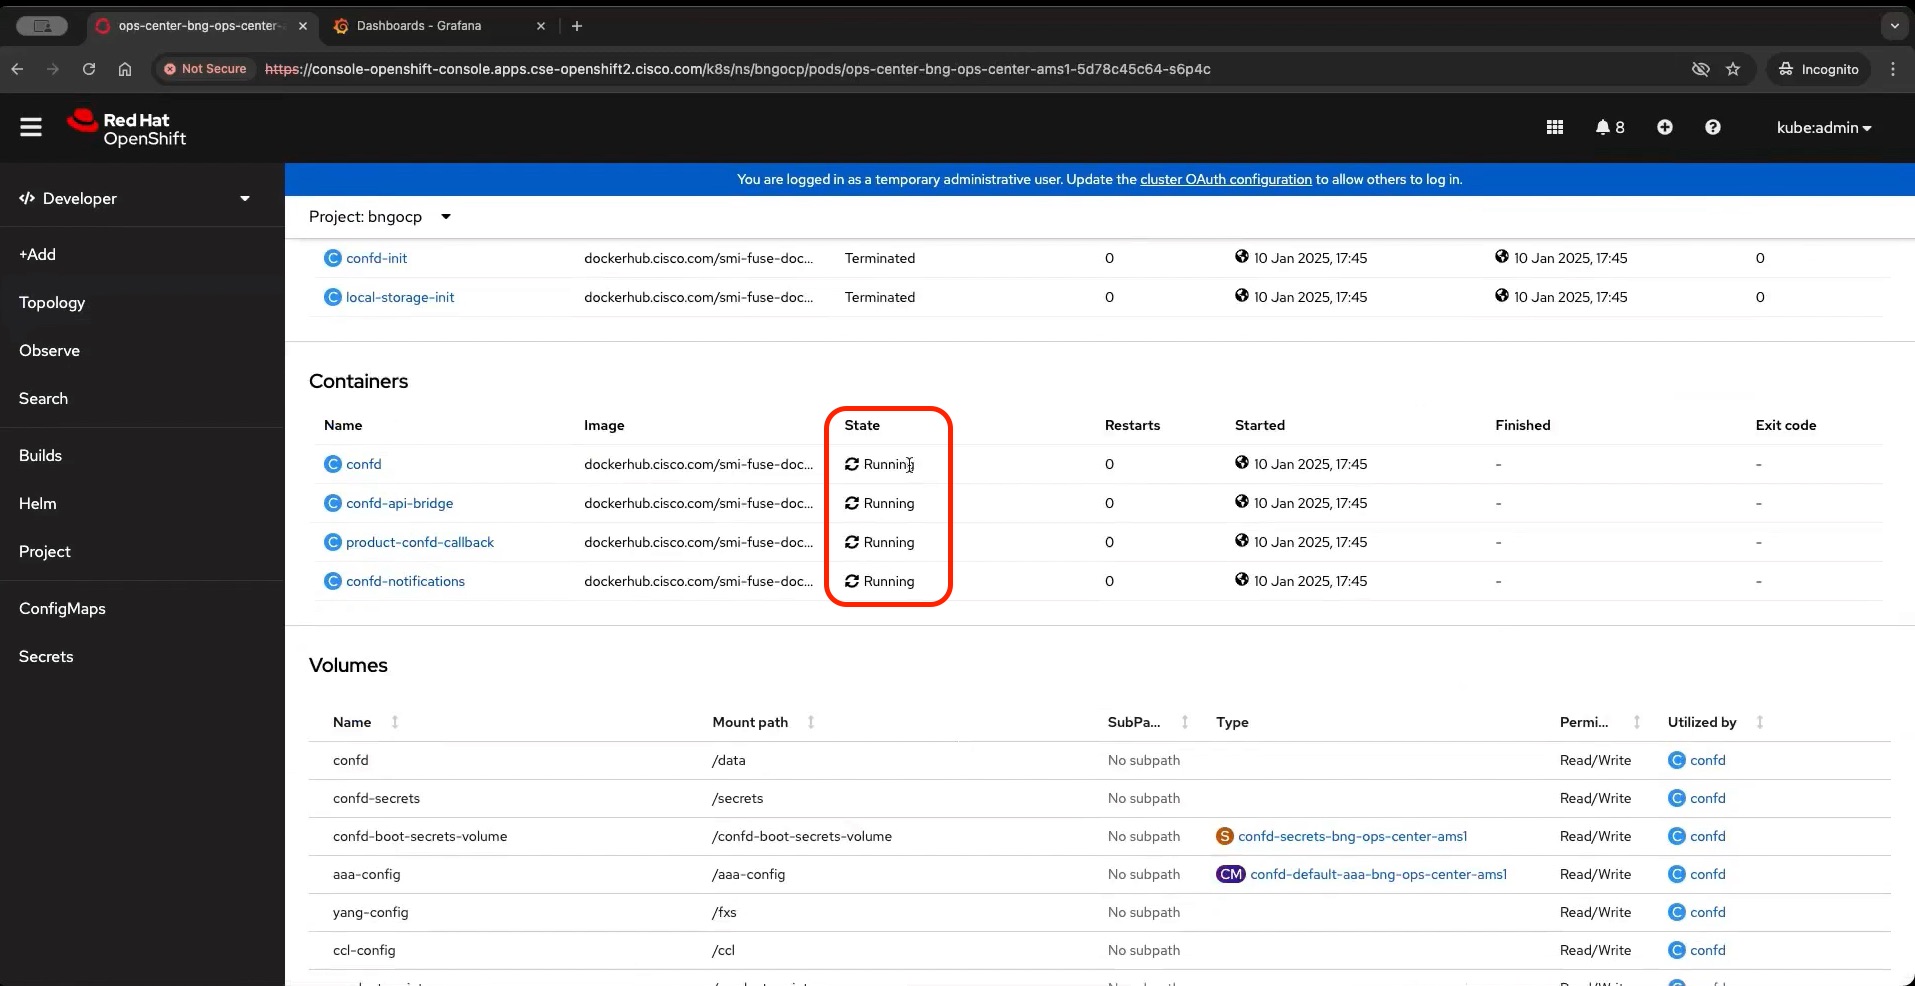 ops-center-bng-ops-center-
Dashboards - Grafana
Not Secure https://console-openshift-console.apps.cse-openshift2.cisco.com/k8s/ns/bngocp/pods/ops-center-bng-ops-center-ams1-5d78c45c64-s6p4c Incognito
Red Hat
OpenShift
8
kube:admin
You are logged in as a temporary administrative user. Update the cluster OAuth configuration to allow others to log in.
Developer
+Add
Topology
Observe
Search
Builds
Helm
Project
ConfigMaps
Secrets
Project: bngocp
C confd-init dockerhub.cisco.com/smi-fuse-doc... Terminated 0 10 Jan 2025, 17:45 10 Jan 2025, 17:45 0
C local-storage-init dockerhub.cisco.com/smi-fuse-doc... Terminated 0 10 Jan 2025, 17:45 10 Jan 2025, 17:45 0
Containers
Name Image State Restarts Started Finished Exit code
C confd dockerhub.cisco.com/smi-fuse-doc... Running 0 10 Jan 2025, 17:45 - -
C confd-api-bridge dockerhub.cisco.com/smi-fuse-doc... Running 0 10 Jan 2025, 17:45 - -
C product-confd-callback dockerhub.cisco.com/smi-fuse-doc... Running 0 10 Jan 2025, 17:45 - -
C confd-notifications dockerhub.cisco.com/smi-fuse-doc... Running 0 10 Jan 2025, 17:45 - -
Volumes
Name Mount path SubPa... Type Permi... Utilized by
confd /data No subpath Read/Write C confd
confd-secrets /secrets No subpath Read/Write C confd
confd-boot-secrets-volume /confd-boot-secrets-volume No subpath S confd-secrets-bng-ops-center-ams1 Read/Write C confd
aaa-config /aaa-config No subpath CM confd-default-aaa-bng-ops-center-ams1 Read/Write C confd
yang-config /fxs No subpath Read/Write C confd
ccl-config /ccl No subpath Read/Write C confd